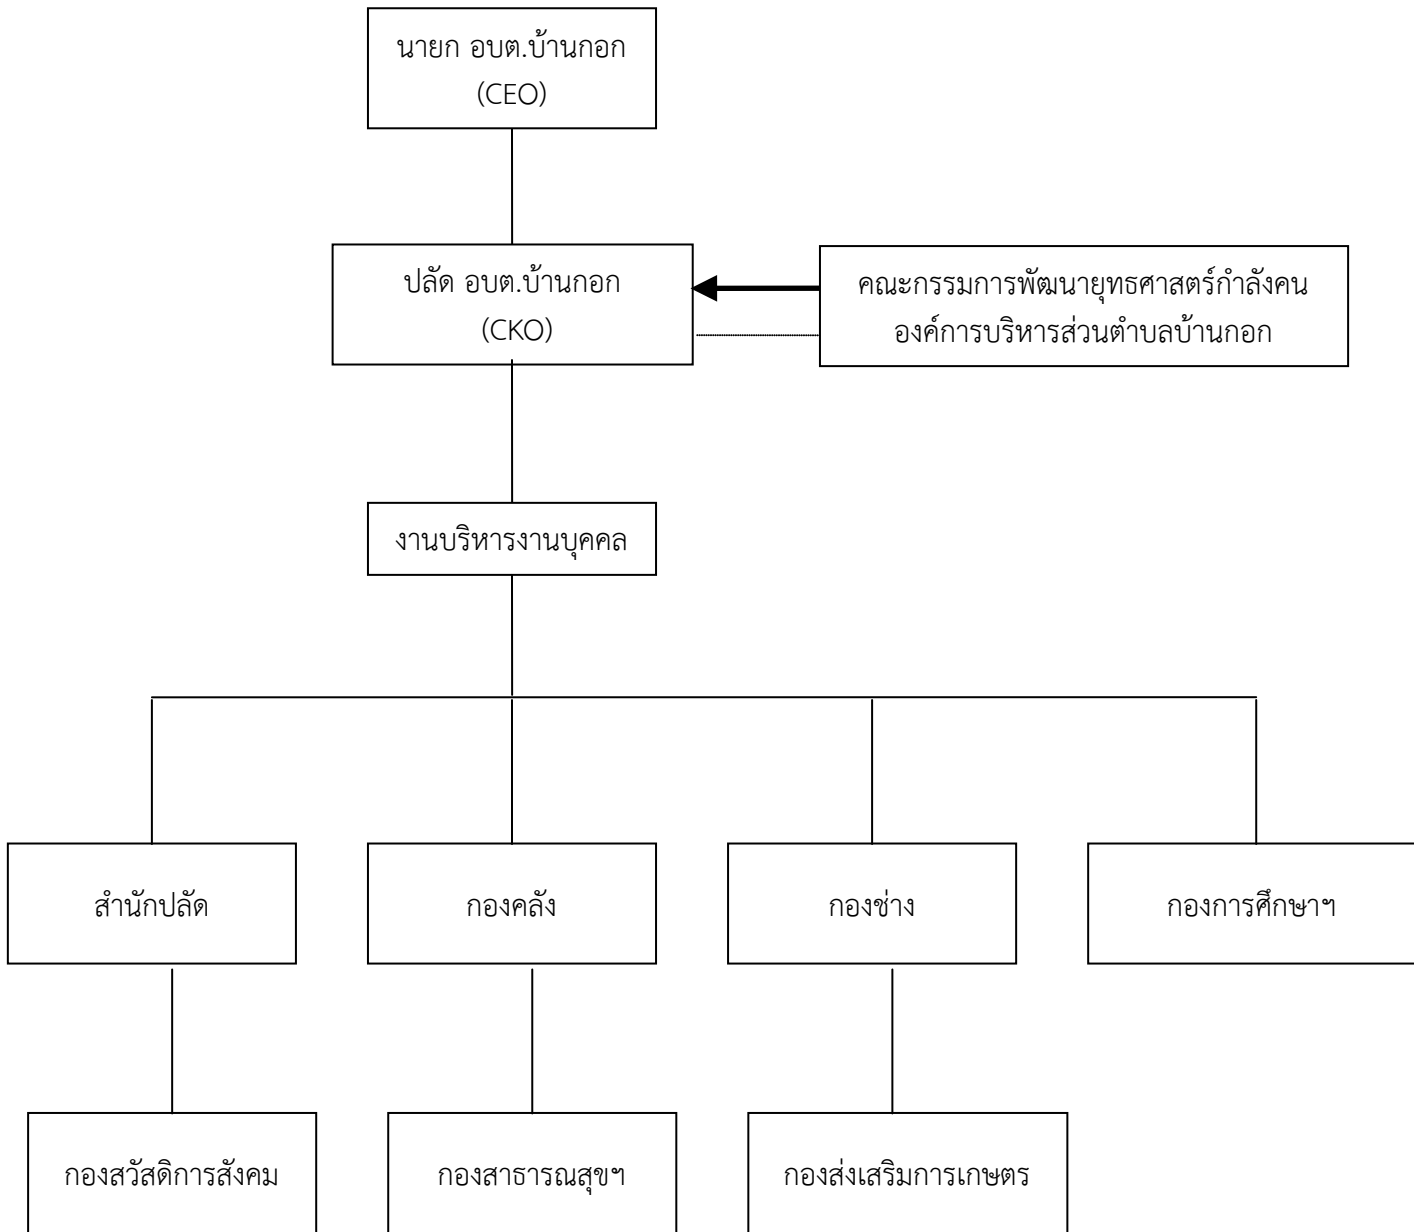 นายก อบต.บ้านกอก
(CEO)
ปลัด อบต.บ้านกอก
(CKO)
คณะกรรมการพัฒนายุทธศาสตร์กำลังคน
องค์การบริหารส่วนตำบลบ้านกอก
งานบริหารงานบุคคล
สำนักปลัด
กองคลัง
กองช่าง
กองการศึกษาฯ
กองสวัสดิการสังคม
กองสาธารณสุขฯ
กองส่งเสริมการเกษตร